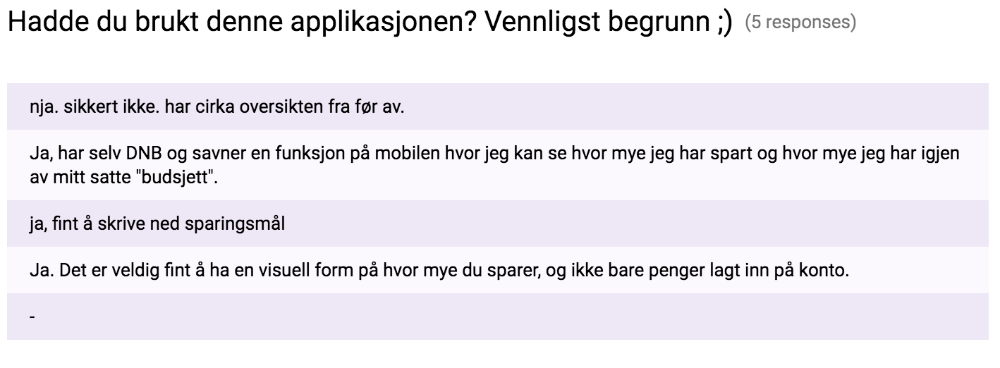 Hadde du brukt denne applikasjonen? Vennligst begrunn ;) (5 responses)
nja. sikkert ikke. har cirka oversikten fra før av.
Ja, har selv DNB og savner en funksjon på mobilen hvor jeg kan se hvor mye jeg har spart og hvor mye jeg har igjen
av mitt satte "budsjett".
ja, fint å skrive ned sparingsmål
Ja. Det er veldig fint å ha en visuell form på hvor mye du sparer, og ikke bare penger lagt inn på konto.
-